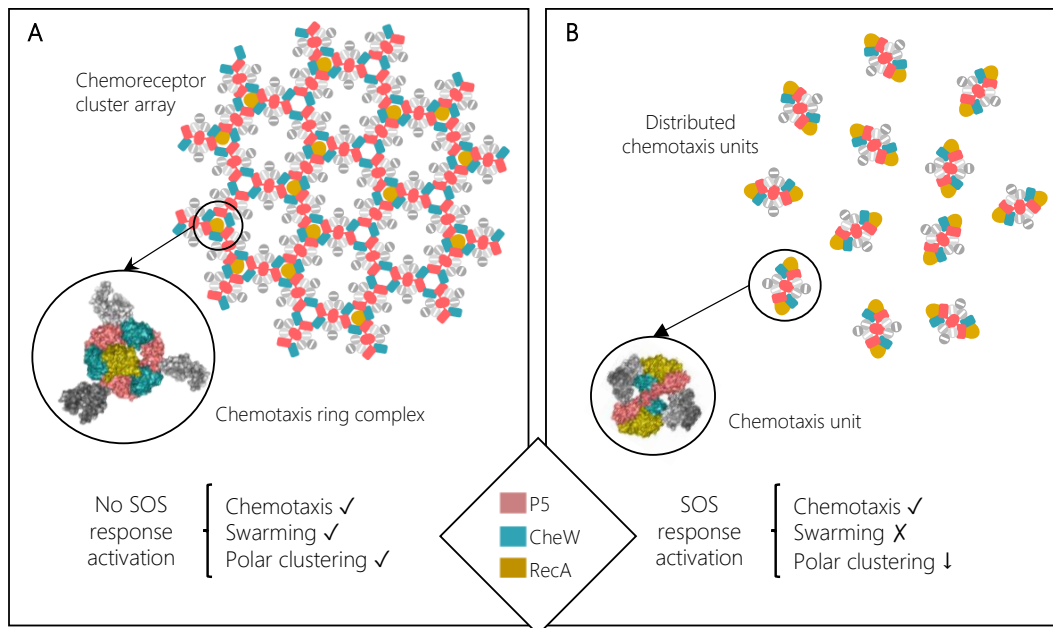 A
Chemoreceptor
cluster array
Chemotaxis ring complex
No SOS
response
activation
Chemotaxis ✓
Swarming ✓
Polar clustering ✓
P5
CheW
RecA
B
Distributed
chemotaxis units
Chemotaxis unit
SOS
response
activation
Chemotaxis ✓
Swarming ✗
Polar clustering ↓